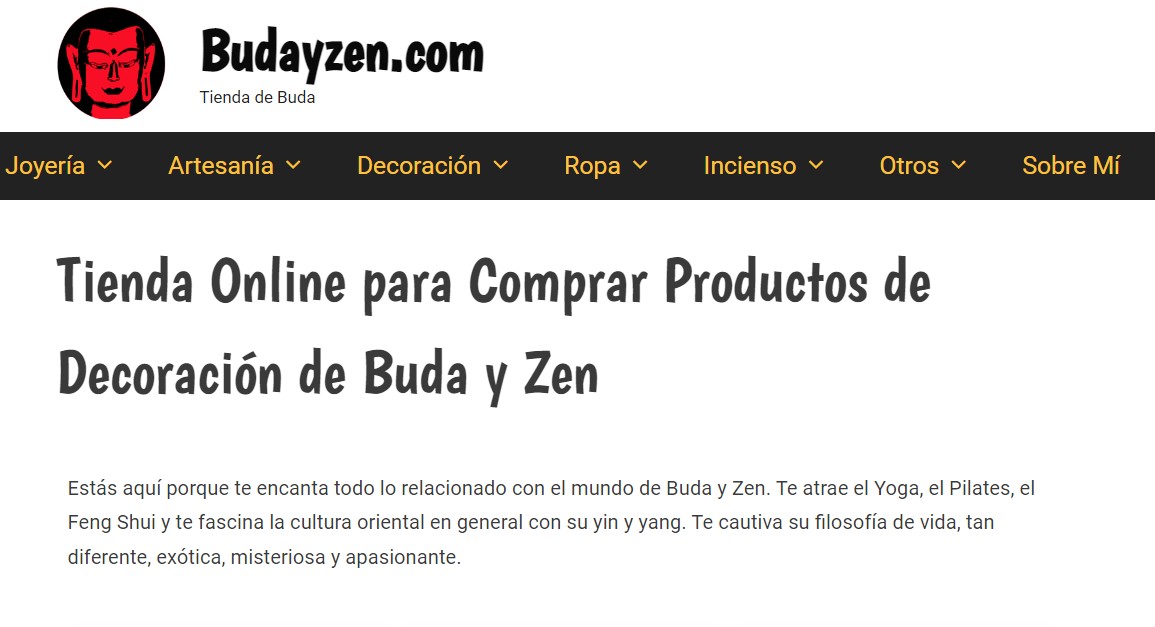 Budayzen.com
Tienda de Buda
Joyería Artesanía Decoración Ropa Incienso Otros Sobre Mí
Tienda Online para Comprar Productos de
Decoración de Buda y Zen
Estás aquí porque te encanta todo lo relacionado con el mundo de Buda y Zen. Te atrae el Yoga, el Pilates, el
Feng Shui y te fascina la cultura oriental en general con su yin y yang. Te cautiva su filosofía de vida, tan
diferente, exótica, misteriosa y apasionante.